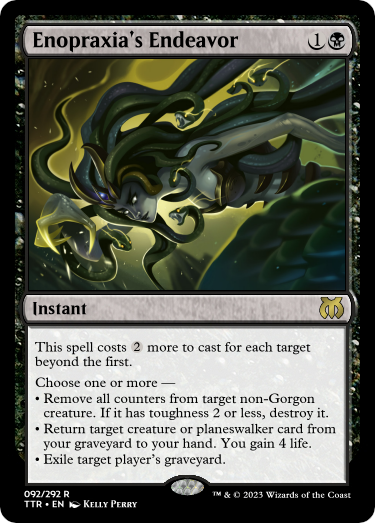 Enopraxia's Endeavor 1
Instant
This spell costs 2 more to cast for each target
beyond the first.
Choose one or more —
• Remove all counters from target non-Gorgon
creature. If it has toughness 2 or less, destroy it.
• Return target creature or planeswalker card from
your graveyard to your hand. You gain 4 life.
• Exile target player's graveyard.
092/292 R
TTR • EN Kelly Perry
™ & © 2023 Wizards of the Coast